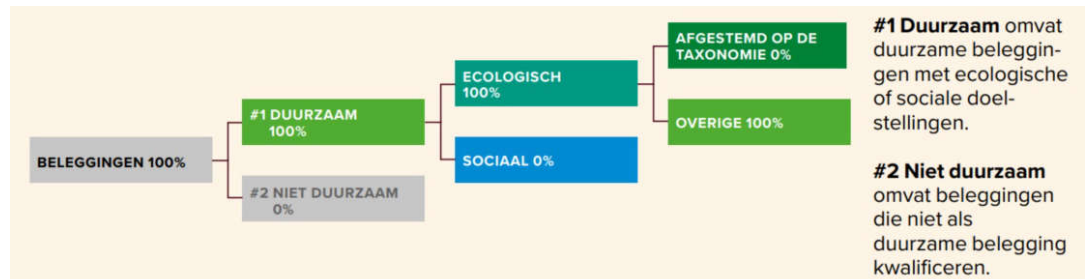 BELEGGINGEN 100%
#1 DUURZAAM
100%
#2 NIET DUURZAAM
0%
ECOLOGISCH
100%
SOCIAAL 0%
AFGESTEMD OP DE
TAXONOMIE 0%
OVERIGE 100%
#1 Duurzaam omvat
duurzame beleggin-
gen met ecologische
of sociale doel-
stellingen.
#2 Niet duurzaam
omvat beleggingen
die niet als
duurzame belegging
kwalificeren.